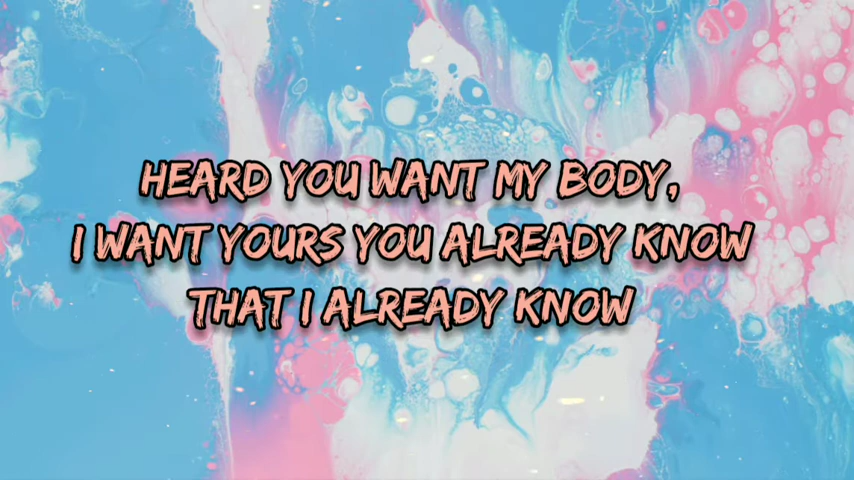 HEARD YOU WANT MY BODY,
I WANT YOURS YOU ALREADY KNOW
THAT I ALREADY KNOW